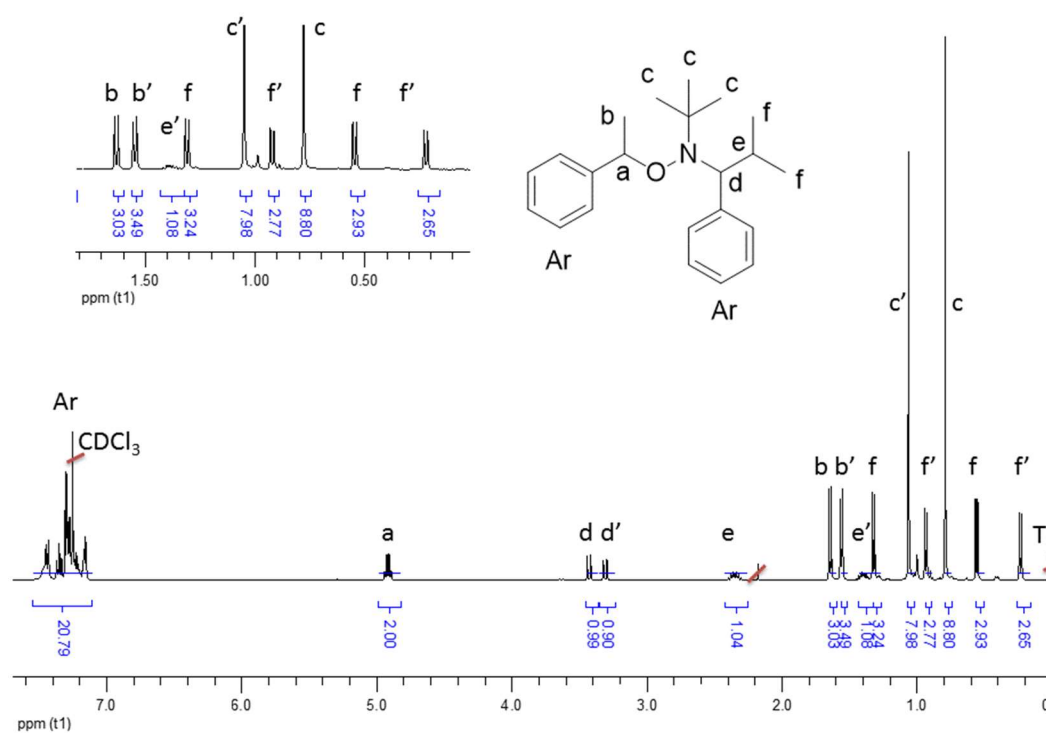 c’ c
b b’ f f’ f f’
e’
3.03 3.49 1.08 3.24 7.98 2.77 8.80 2.93 2.65
1.50 1.00 0.50
ppm (t1)
c
c c
b f
e
O N
a d f
Ar
Ar
c’ c
Ar
CDCl3
b b’ f f’ f f’
a d d’ e e’ T
20.79 2.00 0.99 0.90 1.04 3.03 3.49 1.08 3.24 7.98 2.77 8.80 2.93 2.65
7.0 6.0 5.0 4.0 3.0 2.0 1.0 0
ppm (t1)